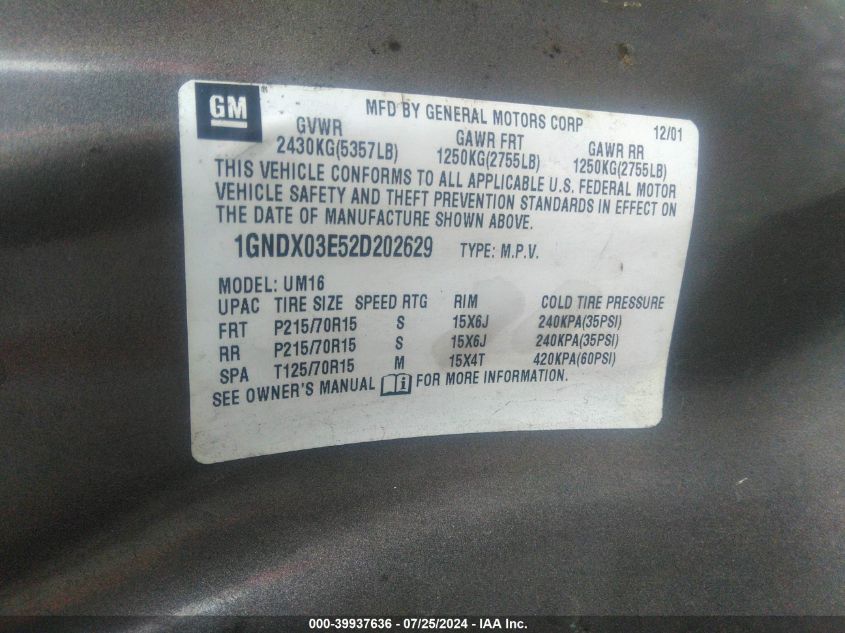 GM
MFD BY GENERAL MOTORS CORP 12/01
GVWR GAWR FRT GAWR RR
2430KG(5357LB) 1250KG(2755LB) 1250KG(2755LB)
THIS VEHICLE CONFORMS TO ALL APPLICABLE U.S. FEDERAL MOTOR
VEHICLE SAFETY AND THEFT PREVENTION STANDARDS IN EFFECT ON
THE DATE OF MANUFACTURE SHOWN ABOVE.
1GNDX03E52D202629 TYPE: M.P.V.
MODEL: UM16
UPAC TIRE SIZE SPEED RTG RIM COLD TIRE PRESSURE
FRT P215/70R15 S 15X6J 240KPA(35PSI)
RR P215/70R15 S 15X6J 240KPA(35PSI)
SPA T125/70R15 M 15X4T 420KPA(60PSI)
SEE OWNER'S MANUAL FOR MORE INFORMATION.
000-39937636 - 07/25/2024 - IAA Inc.